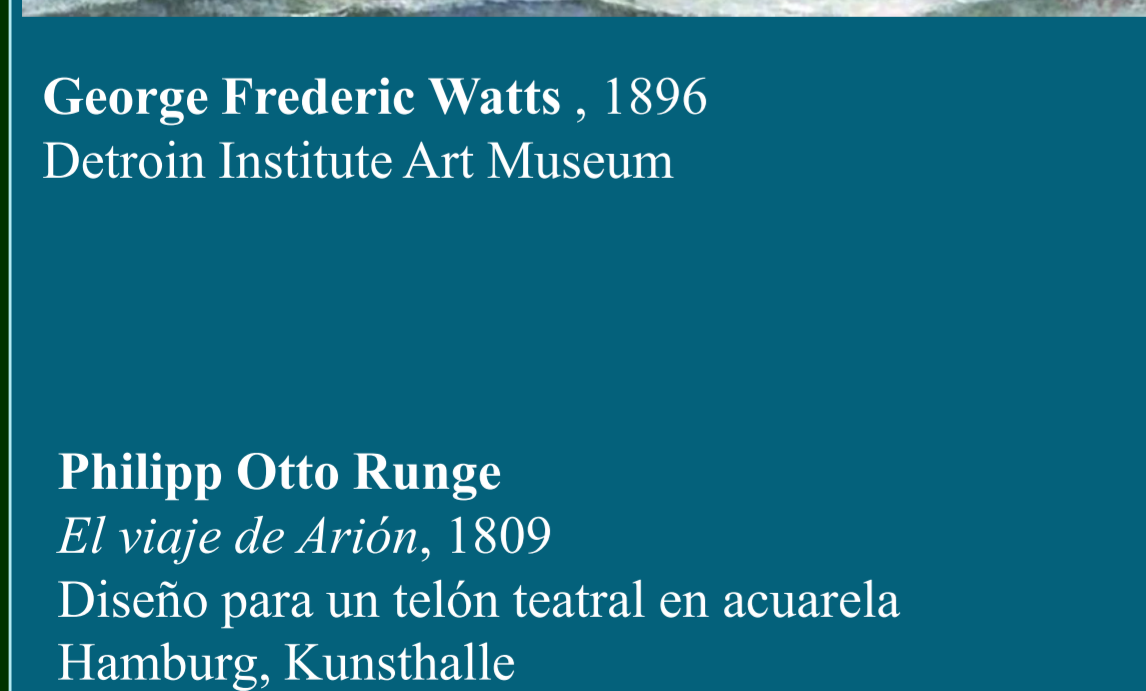 George Frederic Watts , 1896
Detroin Institute Art Museum
Philipp Otto Runge
El viaje de Arión, 1809
Diseño para un telón teatral en acuarela
Hamburg, Kunsthalle